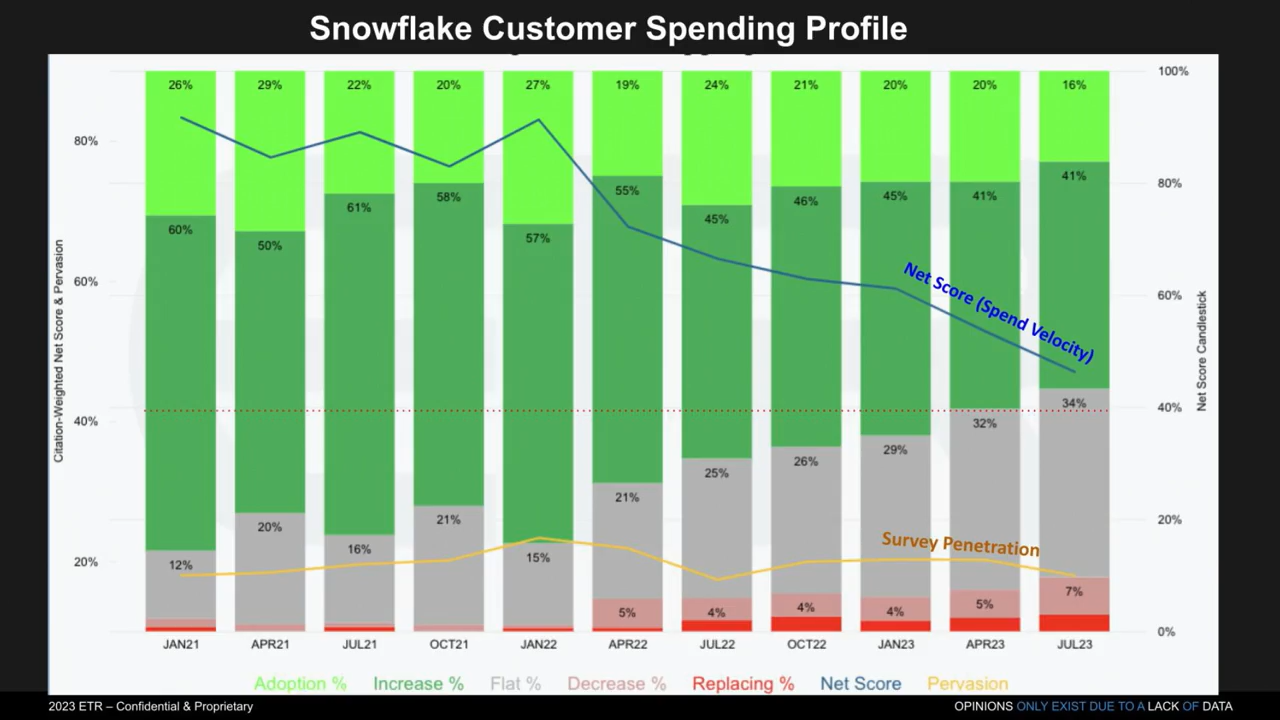 Snowflake Customer Spending Profile
26% 29% 22% 20% 27% 19% 24% 21% 20% 20% 16%
100%
80%
60% 50% 61% 58% 57% 55% 45% 46% 45% 41% 41%
80%
60%
60%
Citation-Weighted Net Score & Pervasion
Net Score Candlestick
Net Score (Spend Velocity)
40%
40%
12% 20% 16% 21% 15% 21% 25% 26% 29% 32% 34%
20%
20%
Survey Penetration
5% 4% 4% 4% 5% 7%
0%
JAN21 APR21 JUL21 OCT21 JAN22 APR22 JUL22 OCT22 JAN23 APR23 JUL23
Adoption % Increase % Flat % Decrease % Replacing % Net Score Pervasion
2023 ETR – Confidential & Proprietary
OPINIONS ONLY EXIST DUE TO A LACK OF DATA